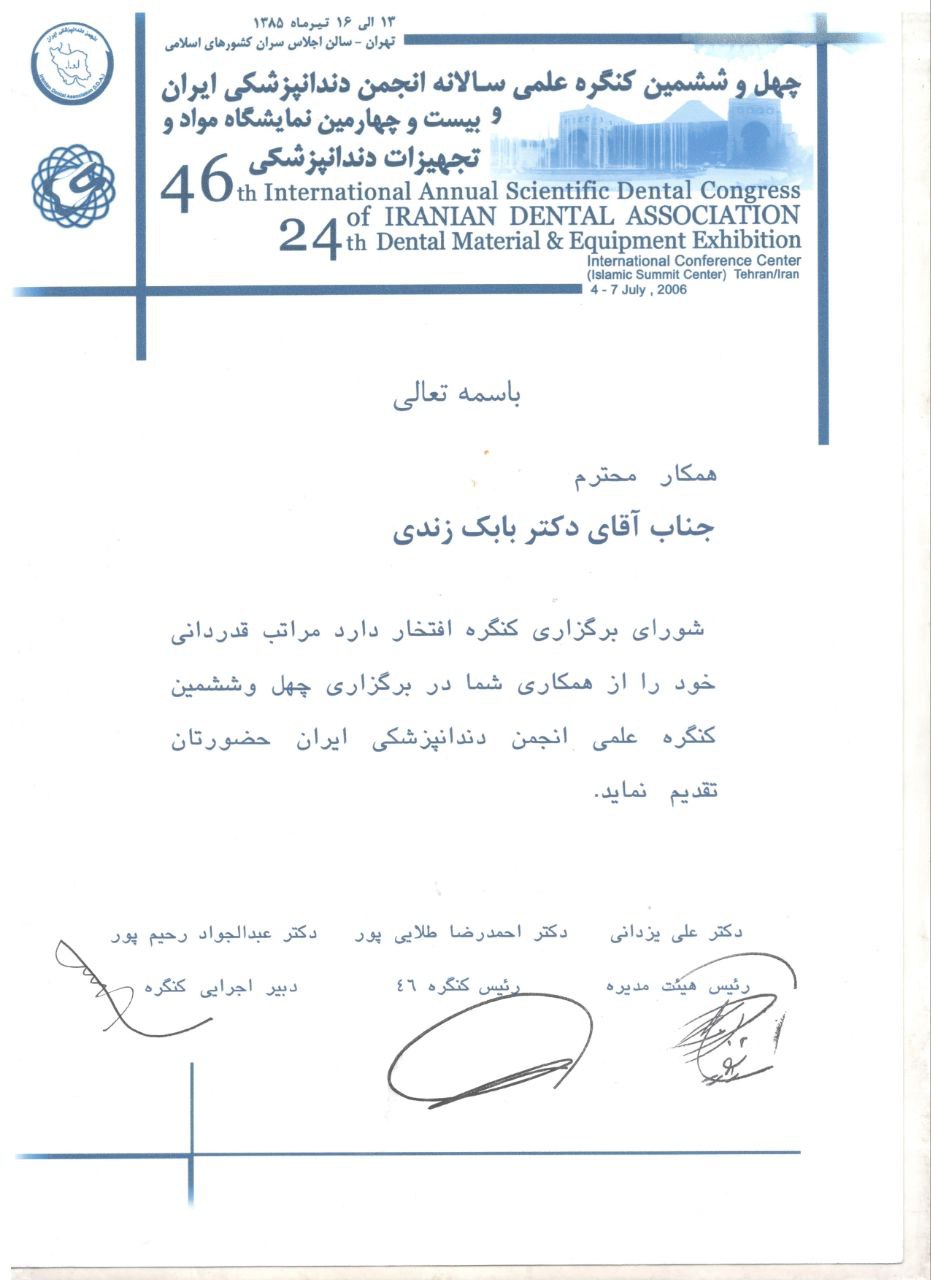 ۱۳ الی ۱۶ تیرماه ۱۳۸۵
تهران - سالن اجلاس سران کشورهای اسلامی
چهل و ششمین کنگره علمی سالانه انجمن دندانپزشکی ایران
و
بیست و چهارمین نمایشگاه مواد و
تجهیزات دندانپزشکی
46th International Annual Scientific Dental Congress
of IRANIAN DENTAL ASSOCIATION
24th Dental Material & Equipment Exhibition
International Conference Center
(Islamic Summit Center) Tehran/Iran
4 - 7 July , 2006
باسمه تعالی
همکار محترم
جناب آقای دکتر بابک زندی
شورای برگزاری کنگره افتخار دارد مراتب قدردانی
خود را از همکاری شما در برگزاری چهل وششمین
کنگره علمی انجمن دندانپزشکی ایران حضورتان
تقدیم نماید.
دکتر علی یزدانی دکتر احمدرضا طلایی پور دکتر عبدالجواد رحیم پور
رئیس هیئت مدیره رئیس کنگره ٤٦ دبیر اجرایی کنگره